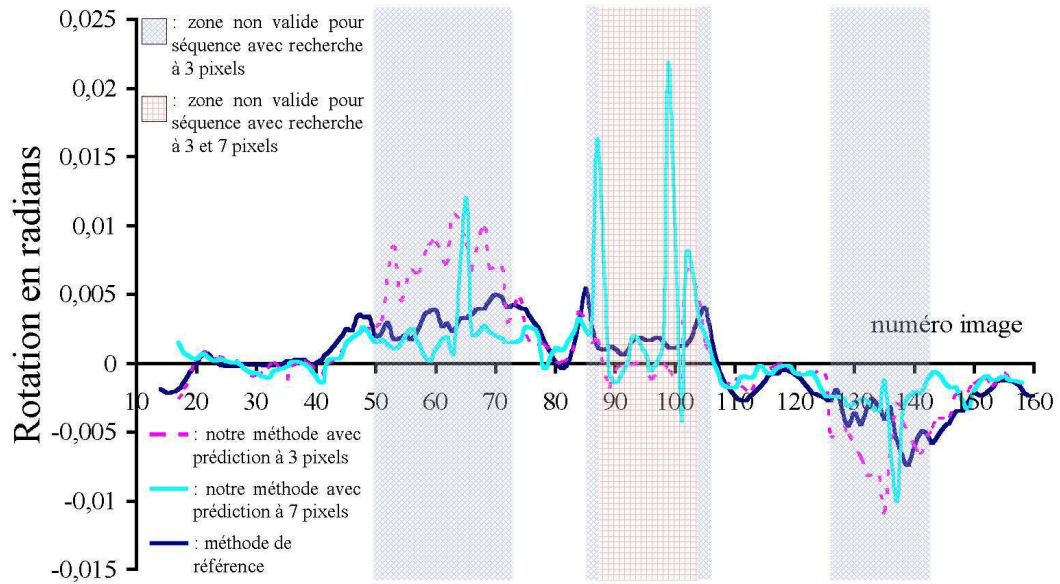 0,025
: zone non valide pour
séquence avec recherche
à 3 pixels
0,02
: zone non valide pour
séquence avec recherche
à 3 et 7 pixels
0,015
0,01
0,005
0
-0,005
-0,01
-0,015
Rotation en radians
numéro image
10 20 30 40 50 60 70 80 90 100 110 120 130 140 150 160
: notre méthode avec
prédiction à 3 pixels
: notre méthode avec
prédiction à 7 pixels
: méthode de
référence